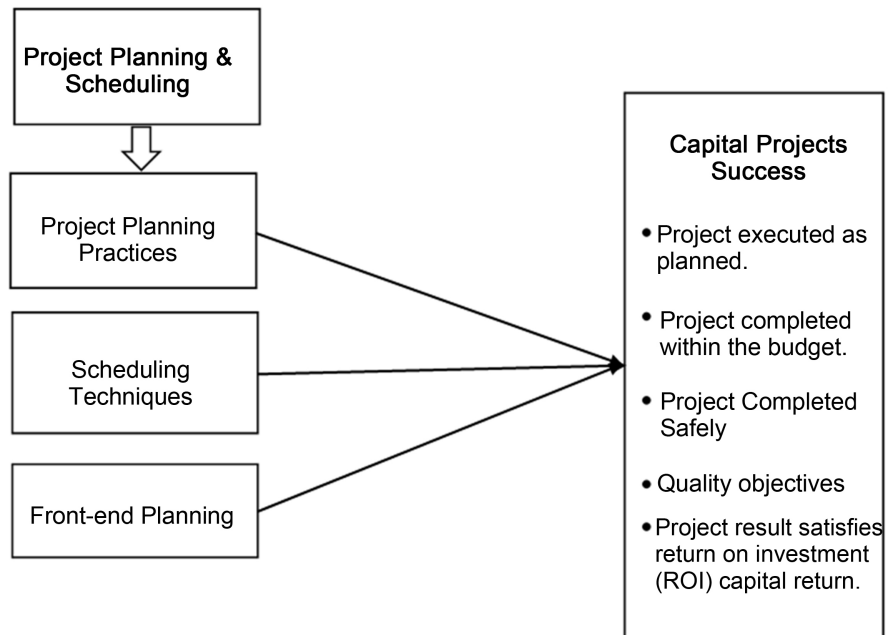 Project Planning &
Scheduling
Project Planning
Practices
Scheduling
Techniques
Front-end Planning
Capital Projects
Success
• Project executed as
planned.
• Project completed
within the budget.
• Project Completed
Safely
• Quality objectives
• Project result satisfies
return on investment
(ROI) capital return.